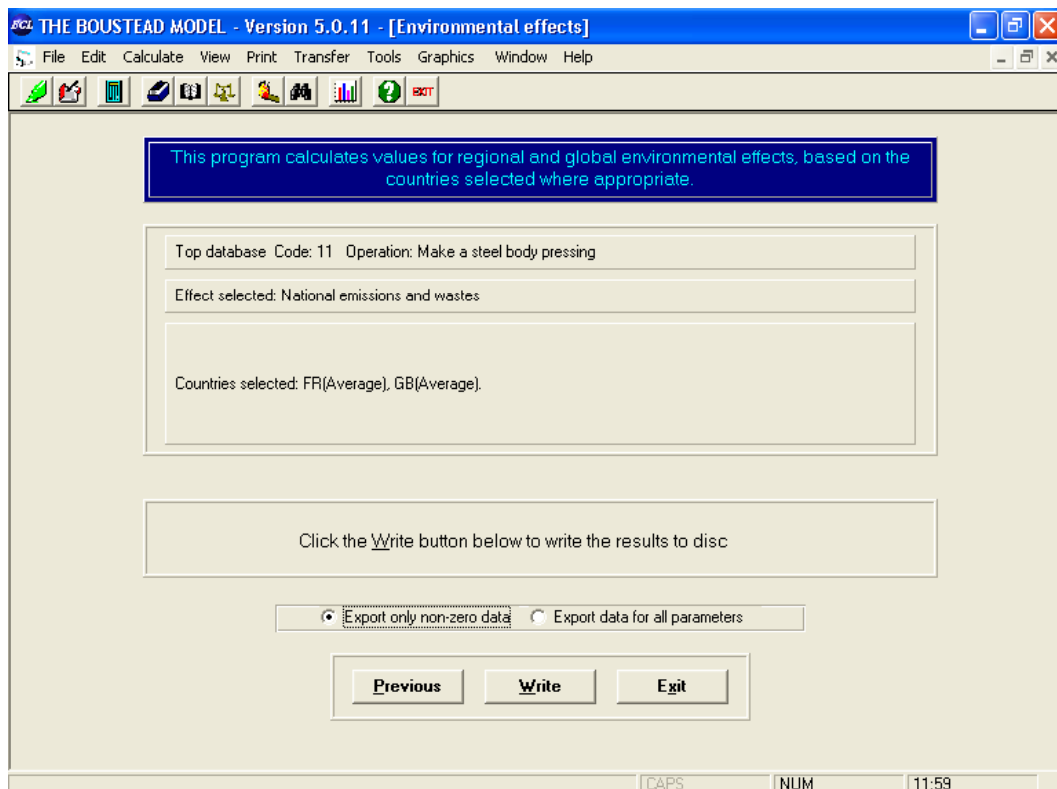 BCL THE BOUSTEAD MODEL - Version 5.0.11 - [Environmental effects]
File Edit Calculate View Print Transfer Tools Graphics Window Help
EXIT
This program calculates values for regional and global environmental effects, based on the
countries selected where appropriate.
Top database Code: 11 Operation: Make a steel body pressing
Effect selected: National emissions and wastes
Countries selected: FR(Average), GB(Average).
Click the Write button below to write the results to disc
Export only non-zero data Export data for all parameters
Previous Write Exit
CAPS NUM 11:59